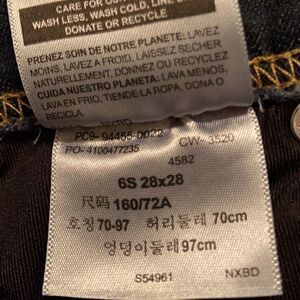 CARE FOR OUR
WASH LESS, WASH COLD, LINE
DONATE OR RECYCLE
PRENEZ SOIN DE NOTRE PLANETE: LAVEZ
MOINS, LAVEZ A FROID, LAISSEZ SECHER
NATURELLEMENT, DONNEZ OU RECYCLEZ.
CUIDA NUESTRO PLANETA: LAVA MENOS,
LAVA EN FRIO, TIENDE LA ROPA, DONA O
RECICLA.
PC9- 94455-0022 CW- 3520
PO- 4100477235
4582
6S 28x28
尺码 160/72A
호칭 70-97 허리둘레 70cm
엉덩이둘레 97cm
S54961 NXBD